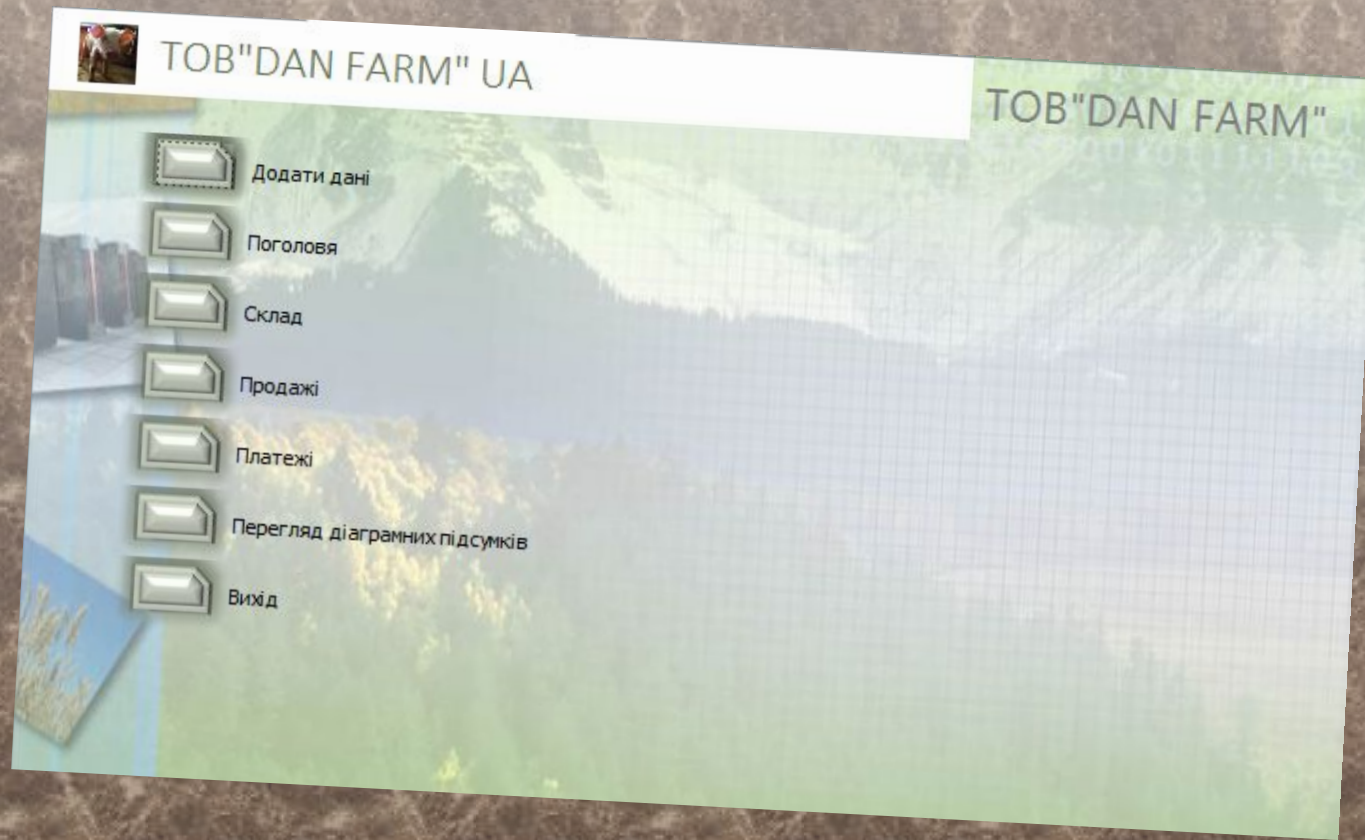 ТОВ"DAN FARM" UA
ТОВ"DAN FARM"
Додати дані
Поголовя
Склад
Продажі
Платежі
Перегляд діаграмних підсумків
Вихід